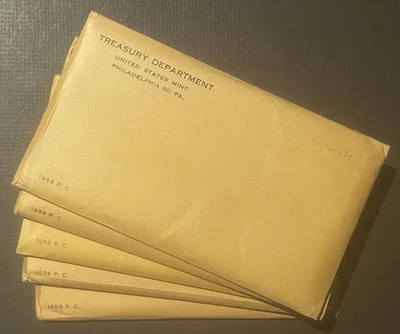 TREASURY DEPARTMENT
UNITED STATES MINT
PHILADELPHIA 30, PA.
1956 P. C.
1956 P. C.
1956 P. C.
1956 P. C.
1956 P. C.